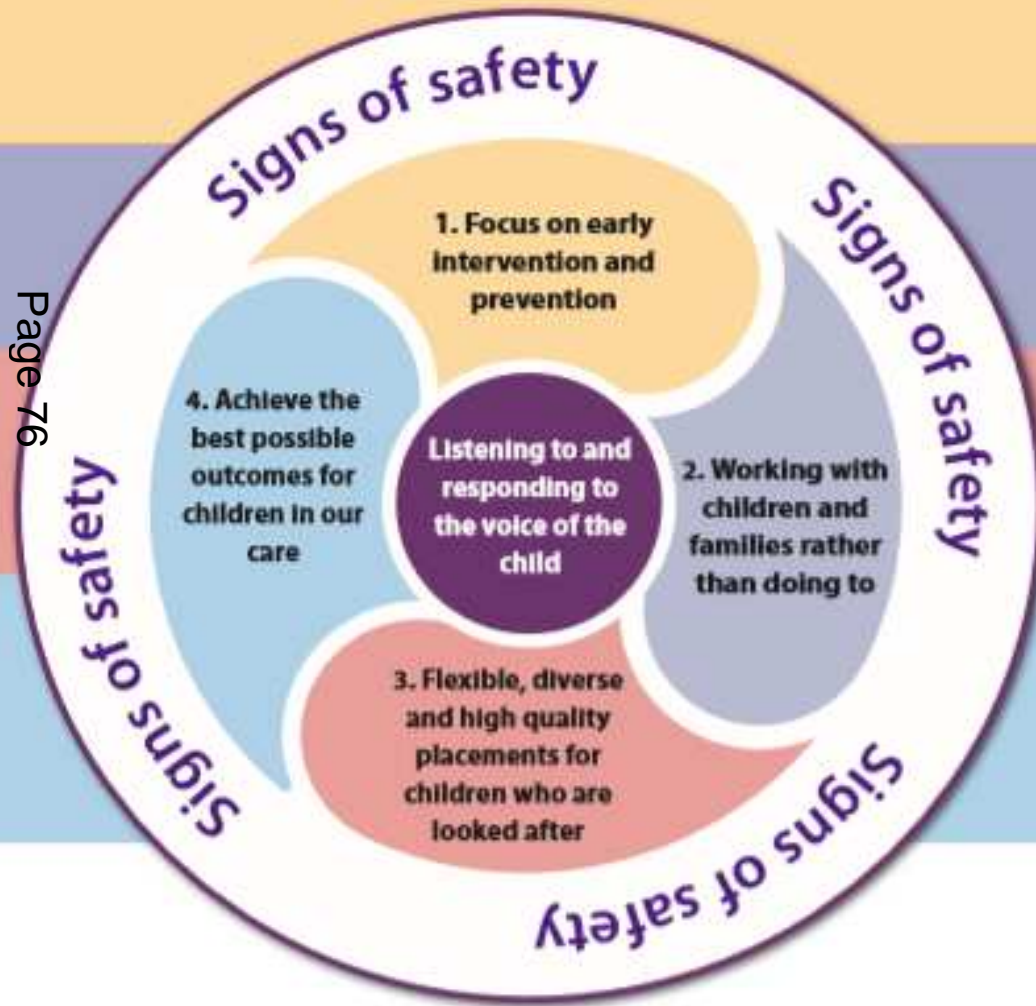 Signs of safety
Signs of safety
1. Focus on early
intervention and
prevention
Page 76
4. Achieve the
best possible
outcomes for
children in our
care
Listening to and
responding to
the voice of the
child
2. Working with
children and
families rather
than doing to
3. Flexible, diverse
and high quality
placements for
children who are
looked after
Signs of safety
Signs of safety